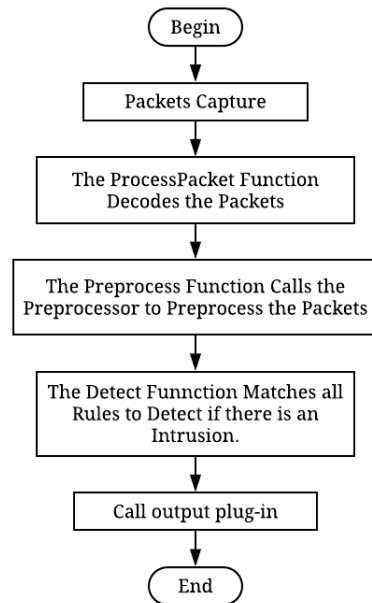 Begin
Packets Capture
The ProcessPacket Function
Decodes the Packets
The Preprocess Function Calls the
Preprocessor to Preprocess the Packets
The Detect Funnction Matches all
Rules to Detect if there is an
Intrusion.
Call output plug-in
End